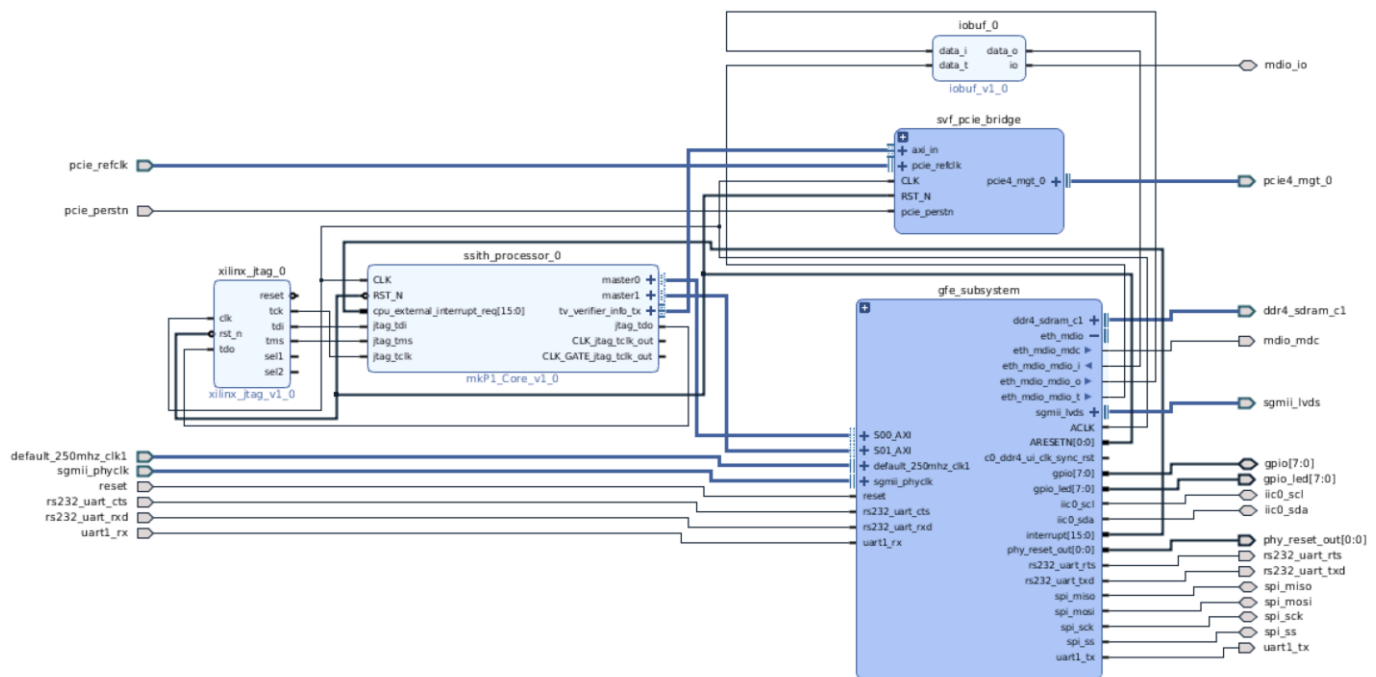 iobuf_0
data_i
data_o
data_t
io
iobuf_v1_0
mdio_io
svf_pcie_bridge
axi_in
pcie_refclk
CLK
pcie4_mgt_0
RST_N
pcie_perstn
pcie_refclk
pcie_perstn
pcie4_mgt_0
xilinx_jtag_0
reset
tck
clk
tdi
rst_n
tms
tdo
sel1
sel2
xilinx_jtag_v1_0
ssith_processor_0
CLK
master0
RST_N
master1
cpu_external_interrupt_req[15:0]
tv_verifier_info_tx
jtag_tdi
jtag_tdo
jtag_tms
CLK_jtag_tclk_out
jtag_tclk
CLK_GATE_jtag_tclk_out
mkP1_Core_v1_0
gfe_subsystem
ddr4_sdram_c1
eth_mdio
eth_mdio_mdc
eth_mdio_mdio_i
eth_mdio_mdio_o
eth_mdio_mdio_t
sgmii_lvds
ACLK
S00_AXI
ARESETN[0:0]
S01_AXI
c0_ddr4_ui_clk_sync_rst
default_250mhz_clk1
gpio[7:0]
sgmii_phyclk
gpio_led[7:0]
reset
iic0_scl
rs232_uart_cts
iic0_sda
rs232_uart_rxd
interrupt[15:0]
uart1_rx
phy_reset_out[0:0]
rs232_uart_rts
rs232_uart_txd
spi_miso
spi_mosi
spi_sck
spi_ss
uart1_tx
default_250mhz_clk1
sgmii_phyclk
reset
rs232_uart_cts
rs232_uart_rxd
uart1_rx
ddr4_sdram_c1
mdio_mdc
sgmii_lvds
gpio[7:0]
gpio_led[7:0]
iic0_scl
iic0_sda
phy_reset_out[0:0]
rs232_uart_rts
rs232_uart_txd
spi_miso
spi_mosi
spi_sck
spi_ss
uart1_tx